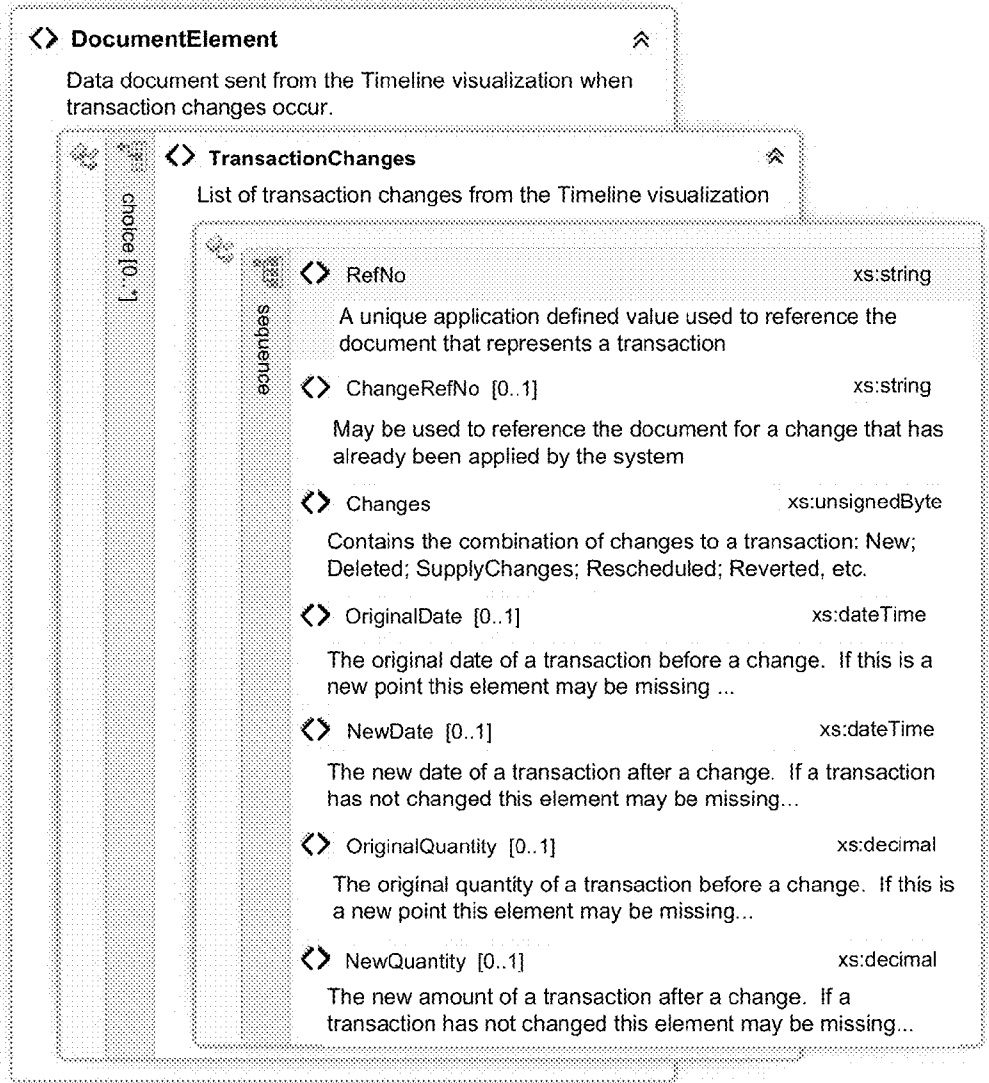 DocumentElement
Data document sent from the Timeline visualization when
transaction changes occur.
choice [0..*]
TransactionChanges
List of transaction changes from the Timeline visualization
sequence
RefNo xs:string
A unique application defined value used to reference the
document that represents a transaction
ChangeRefNo [0..1] xs:string
May be used to reference the document for a change that has
already been applied by the system
Changes xs:unsignedByte
Contains the combination of changes to a transaction: New;
Deleted; SupplyChanges; Rescheduled; Reverted, etc.
OriginalDate [0..1] xs:dateTime
The original date of a transaction before a change. If this is a
new point this element may be missing ...
NewDate [0..1] xs:dateTime
The new date of a transaction after a change. If a transaction
has not changed this element may be missing...
OriginalQuantity [0..1] xs:decimal
The original quantity of a transaction before a change. If this is
a new point this element may be missing...
NewQuantity [0..1] xs:decimal
The new amount of a transaction after a change. If a
transaction has not changed this element may be missing...